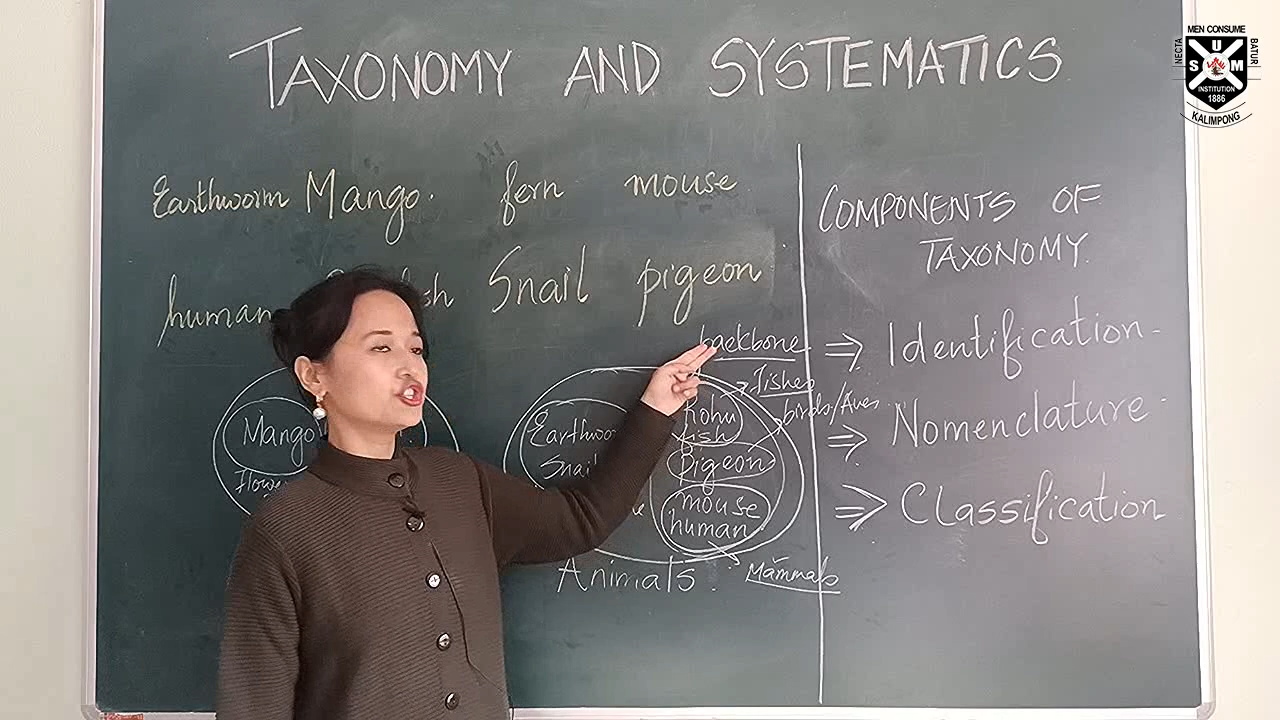 TAXONOMY AND SYSTEMATICS
Earthworm Mango. fern mouse
human Snail pigeon
COMPONENTS OF
TAXONOMY.
⇒ Identification
⇒ Nomenclature
⇒ Classification
Mango
backbone
Fishes
birds/Aves
Rohu
fish
Pigeon
mouse
human
Mammals
Animals
MEN CONSUME
NECTA
BATUR
S U M
INSTITUTION
1886
KALIMPONG